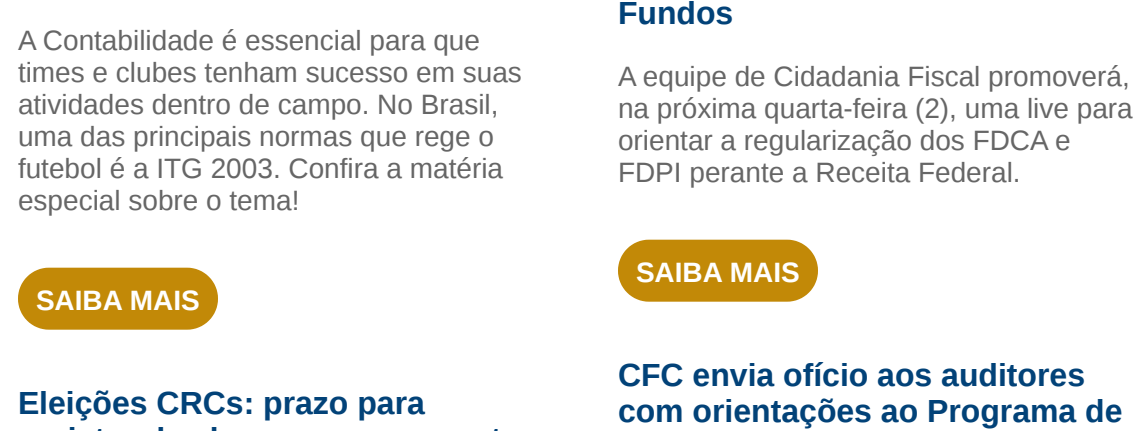 A Contabilidade é essencial para que
times e clubes tenham sucesso em suas
atividades dentro de campo. No Brasil,
uma das principais normas que rege o
futebol é a ITG 2003. Confira a matéria
especial sobre o tema!
SAIBA MAIS
Eleições CRCs: prazo para
Fundos
A equipe de Cidadania Fiscal promoverá,
na próxima quarta-feira (2), uma live para
orientar a regularização dos FDCA e
FDPI perante a Receita Federal.
SAIBA MAIS
CFC envia ofício aos auditores
com orientações ao Programa de